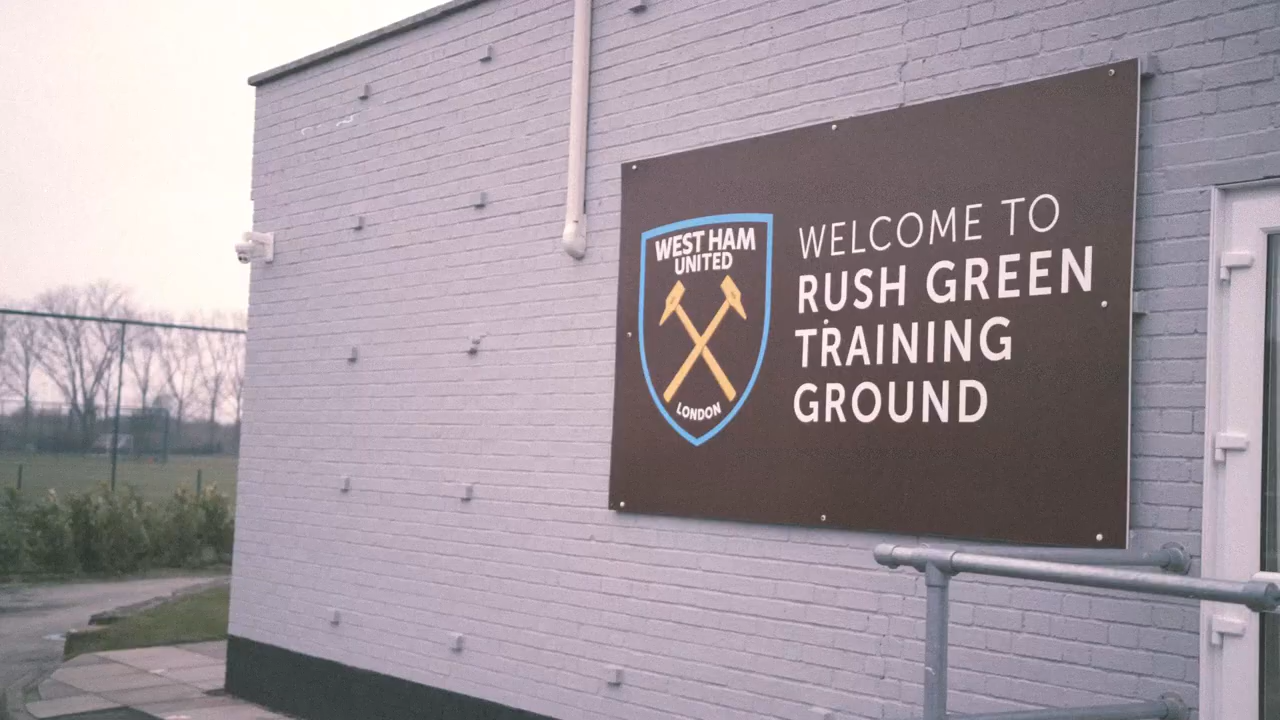 WEST HAM
UNITED
LONDON
WELCOME TO
RUSH GREEN
TRAINING
GROUND